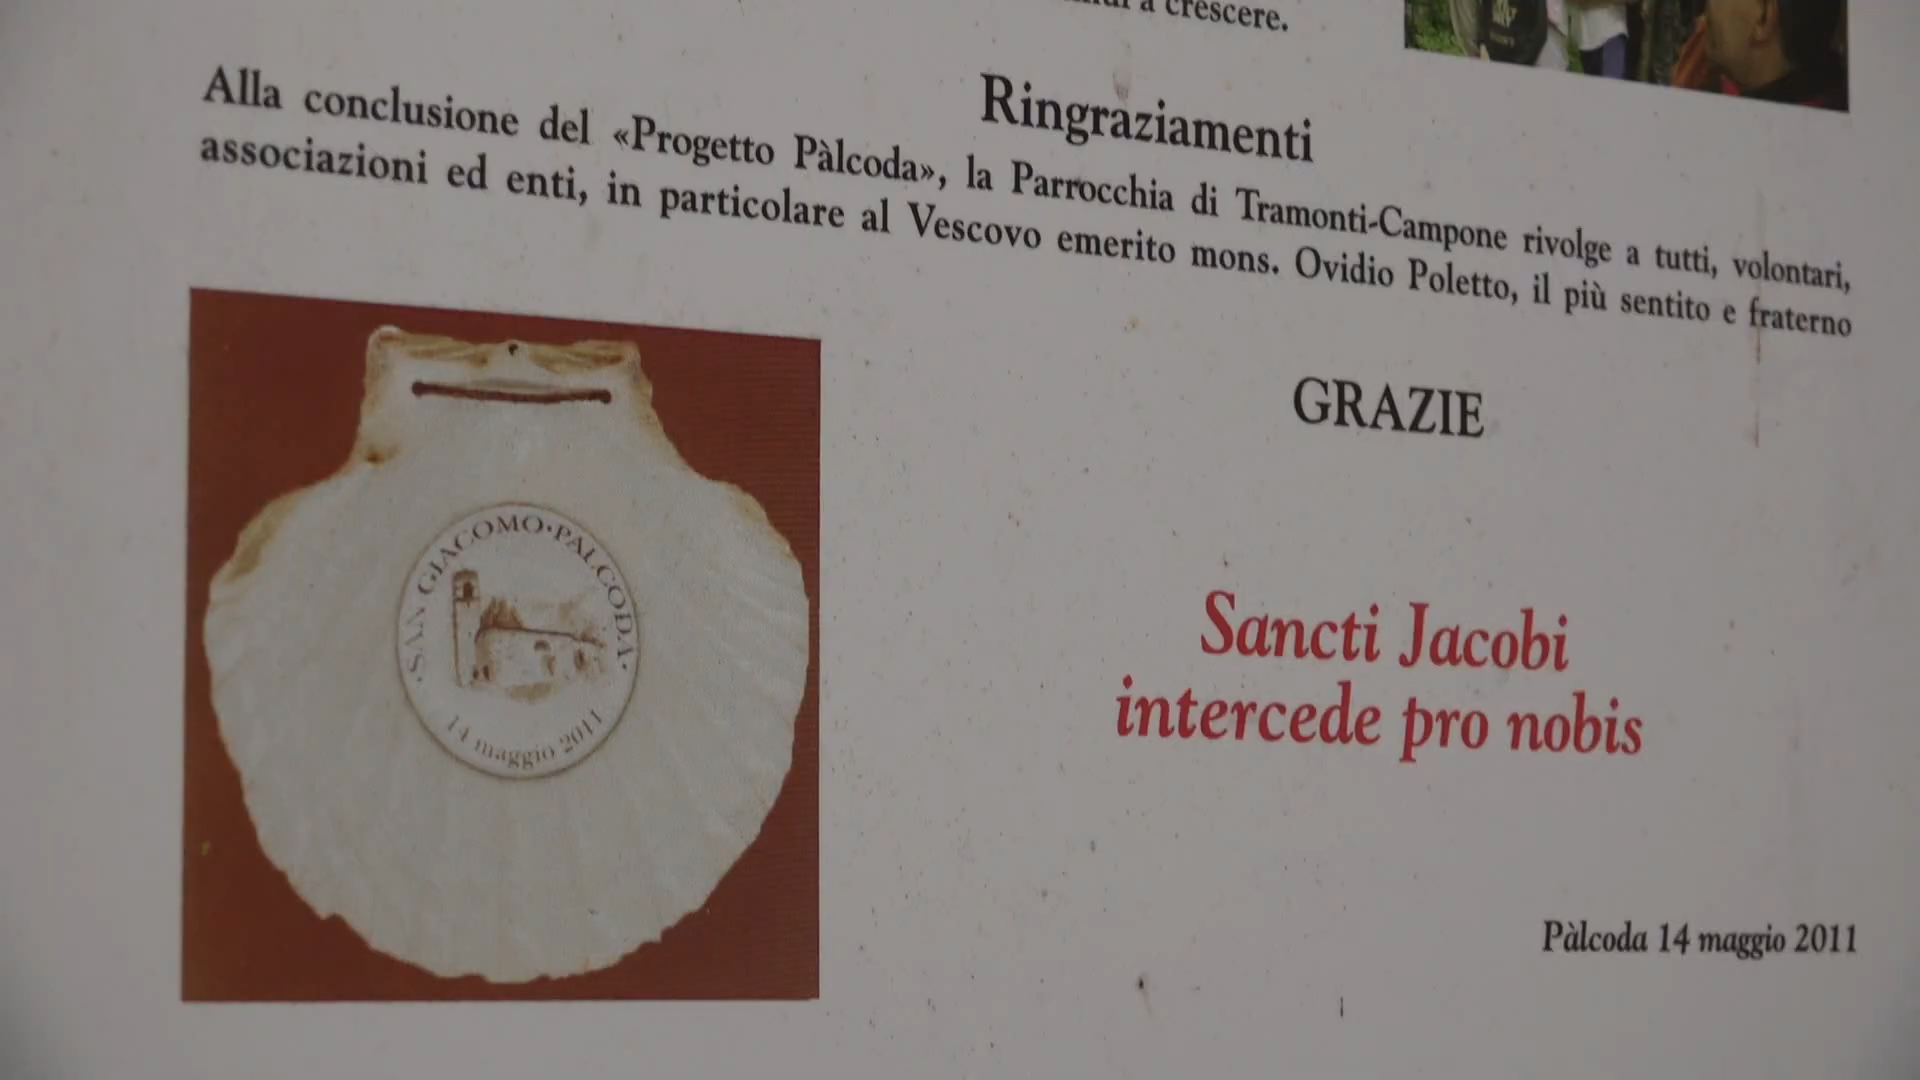 a crescere.
Ringraziamenti
Alla conclusione del «Progetto Pàlcoda», la Parrocchia di Tramonti-Campone rivolge a tutti, volontari,
associazioni ed enti, in particolare al Vescovo emerito mons. Ovidio Poletto, il più sentito e fraterno
GRAZIE
·SAN GIACOMO·PALCODA·
14 maggio 2011
Sancti Jacobi
intercede pro nobis
Pàlcoda 14 maggio 2011